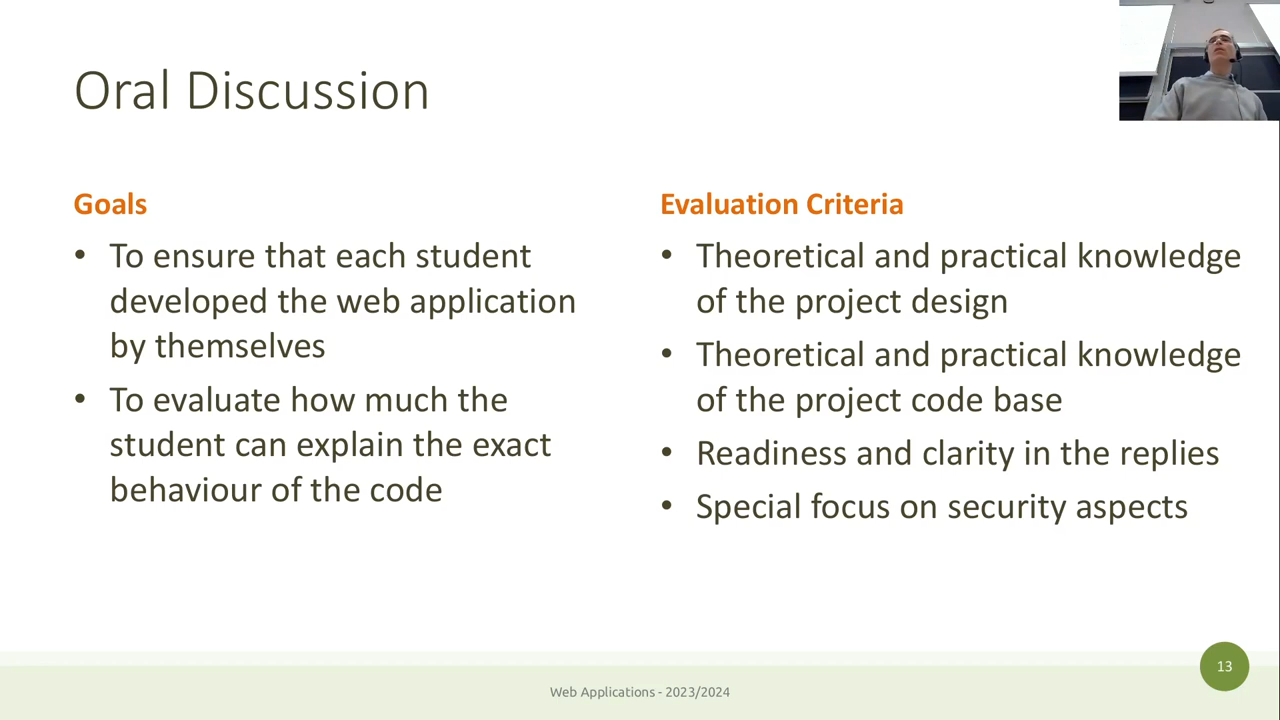 Oral Discussion
Goals
• To ensure that each student
developed the web application
by themselves
• To evaluate how much the
student can explain the exact
behaviour of the code
Evaluation Criteria
• Theoretical and practical knowledge
of the project design
• Theoretical and practical knowledge
of the project code base
• Readiness and clarity in the replies
• Special focus on security aspects
13
Web Applications - 2023/2024